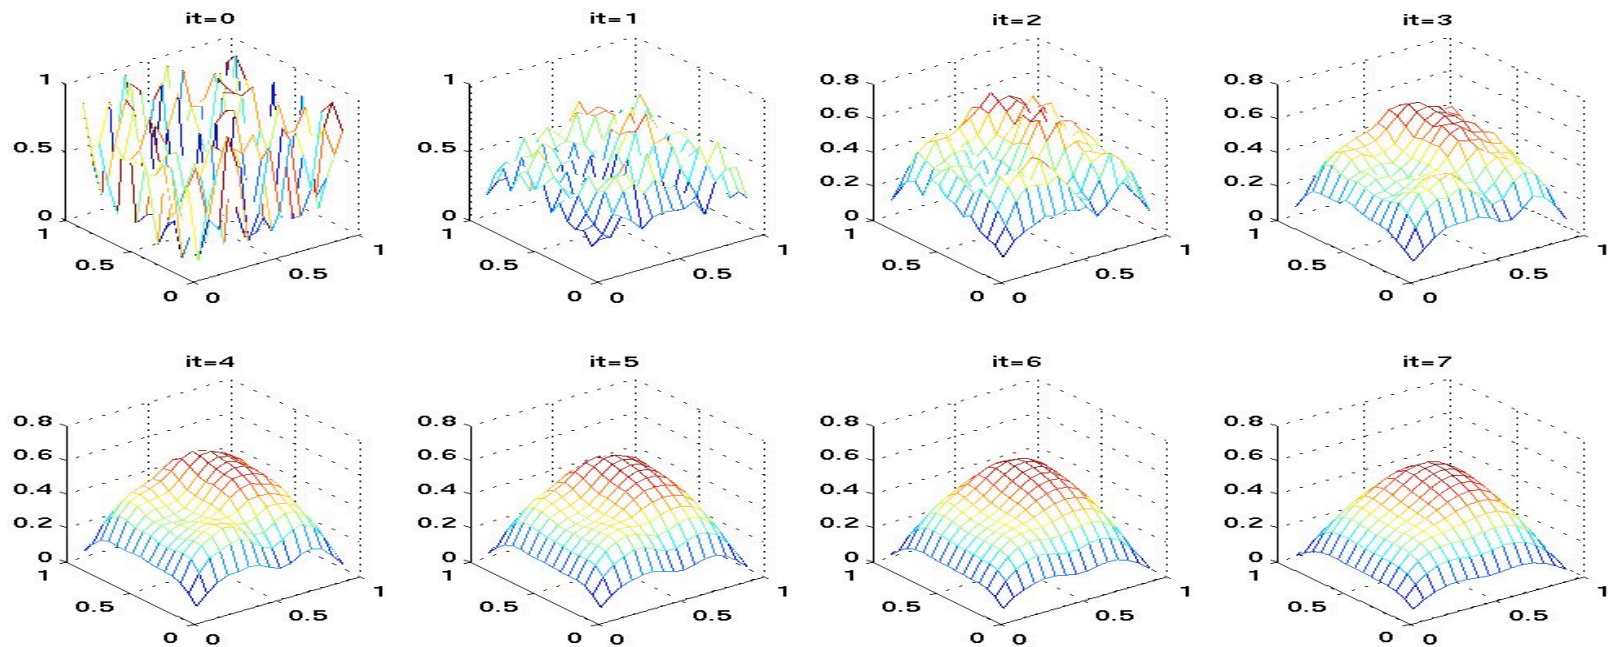 it=0 it=1 it=2 it=3
1 1 0.8 0.8
0.6 0.6
0.5 0.5 0.4 0.4
0.2 0.2
0 0 0 0
1 1 1 1 1 1 1 1
0.5 0.5 0.5 0.5 0.5 0.5 0.5 0.5
0 0 0 0 0 0 0 0
it=4 it=5 it=6 it=7
0.8 0.8 0.8 0.8
0.6 0.6 0.6 0.6
0.4 0.4 0.4 0.4
0.2 0.2 0.2 0.2
0 0 0 0
1 1 1 1 1 1 1 1
0.5 0.5 0.5 0.5 0.5 0.5 0.5 0.5
0 0 0 0 0 0 0 0